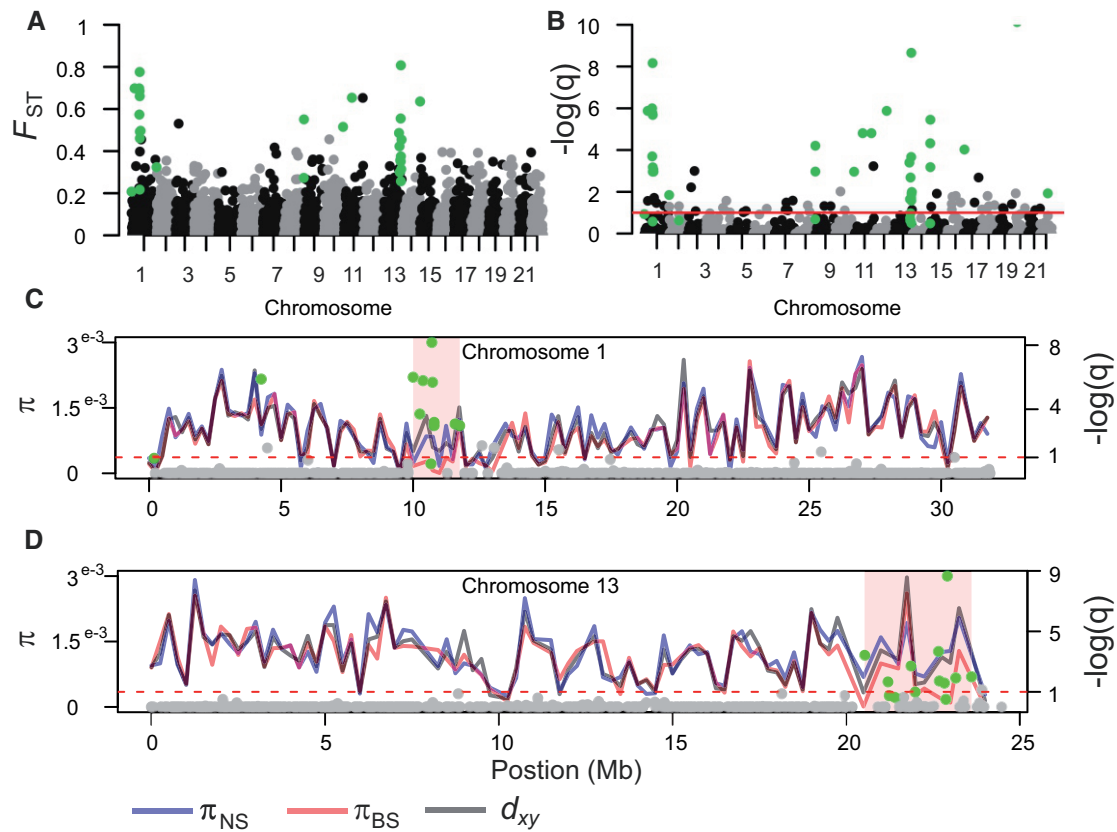 A
1
0.8
0.6
0.4
0.2
0
F_ST
1 3 5 7 9 11 13 15 17 19 21
Chromosome
B
10
8
6
4
2
0
-log(q)
1 3 5 7 9 11 13 15 17 19 21
Chromosome
C
Chromosome 1
3 e-3
1.5 e-3
0
π
8
4
1
-log(q)
0 5 10 15 20 25 30
D
Chromosome 13
3 e-3
1.5 e-3
0
π
9
5
1
-log(q)
0 5 10 15 20 25
Postion (Mb)
π_NS π_BS d_xy